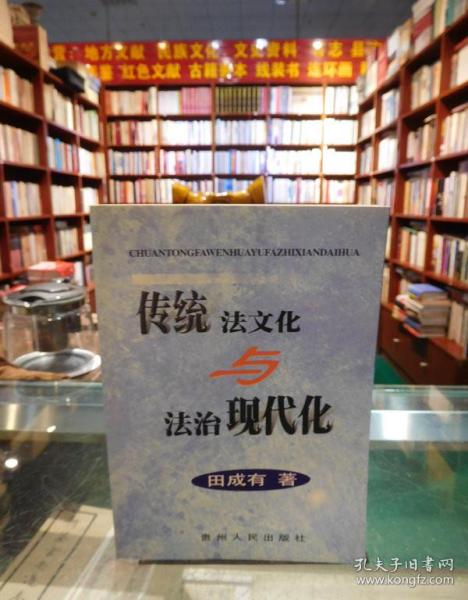 地方文献 民族文化 文史资料
红色文献 古籍善本 线装书 连环画
CHUANTONGFAWENHUAYUFAZHIXIANDAIHUA
传统 法文化
与
法治 现代化
田成有 著
贵州人民出版社
孔夫子旧书网
www.kongfz.com